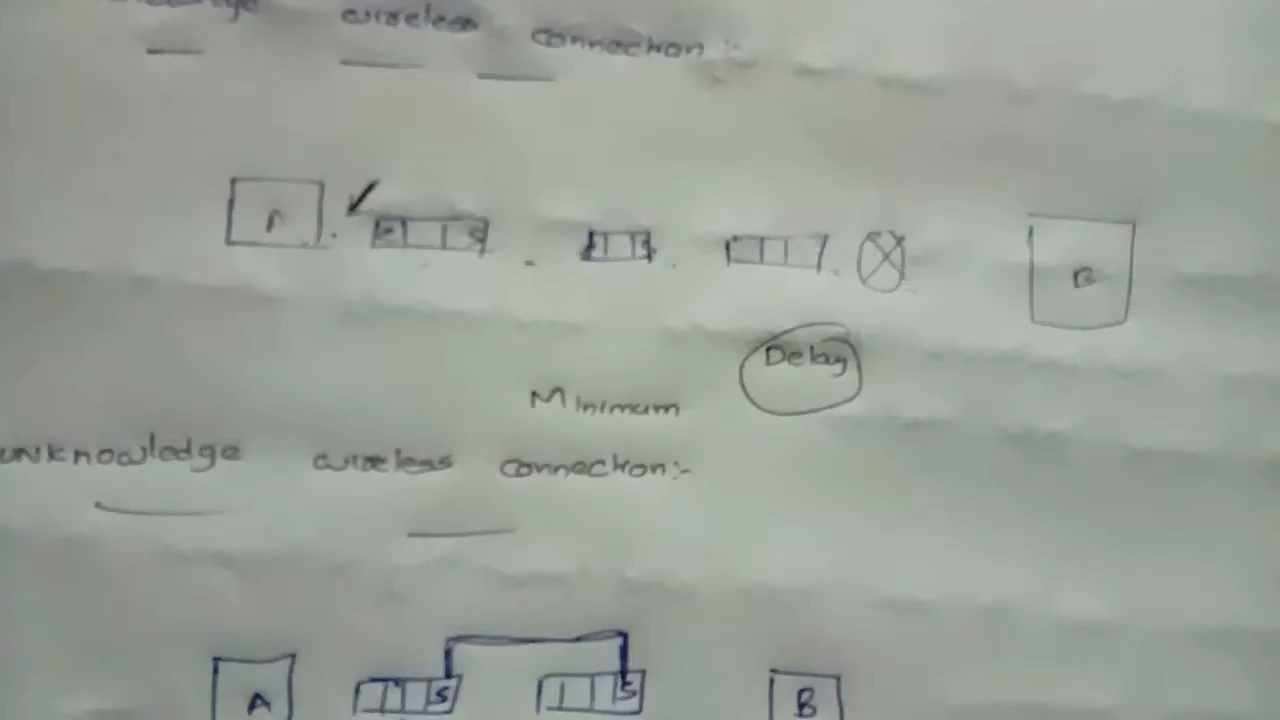 wireless connection :-
A
S
B
Delay
Minimum
unknowledge wireless connection:-
A S S B